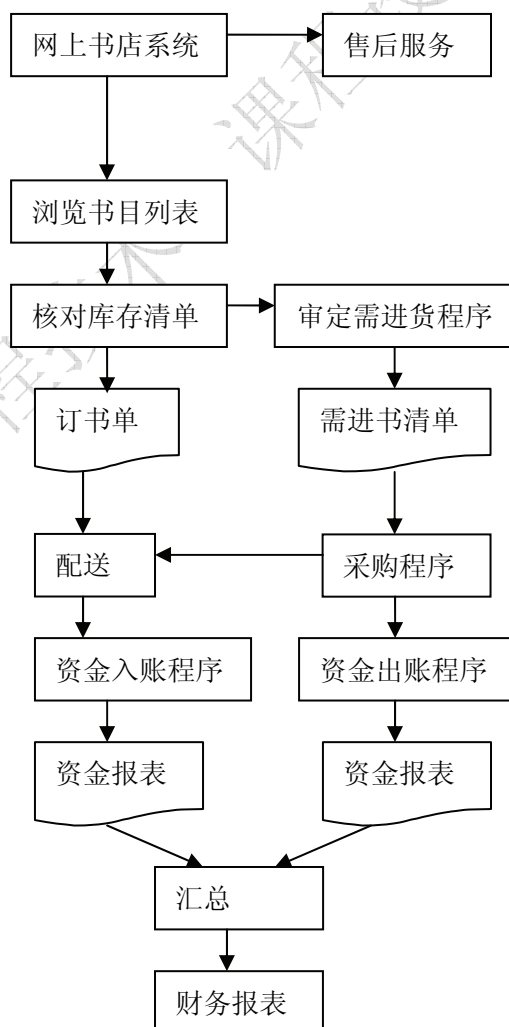 网上书店系统
售后服务
浏览书目列表
核对库存清单
审定需进货程序
订书单
需进书清单
配送
采购程序
资金入账程序
资金出账程序
资金报表
资金报表
汇总
财务报表